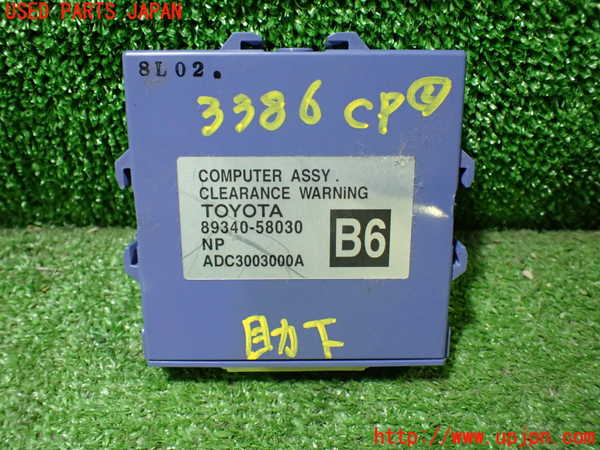 USED PARTS JAPAN
8L02.
3386 CP④
COMPUTER ASSY.
CLEARANCE WARNiNG
TOYOTA
89340-58030
NP
ADC3003000A
B6
助下
http://www.upjpn.com